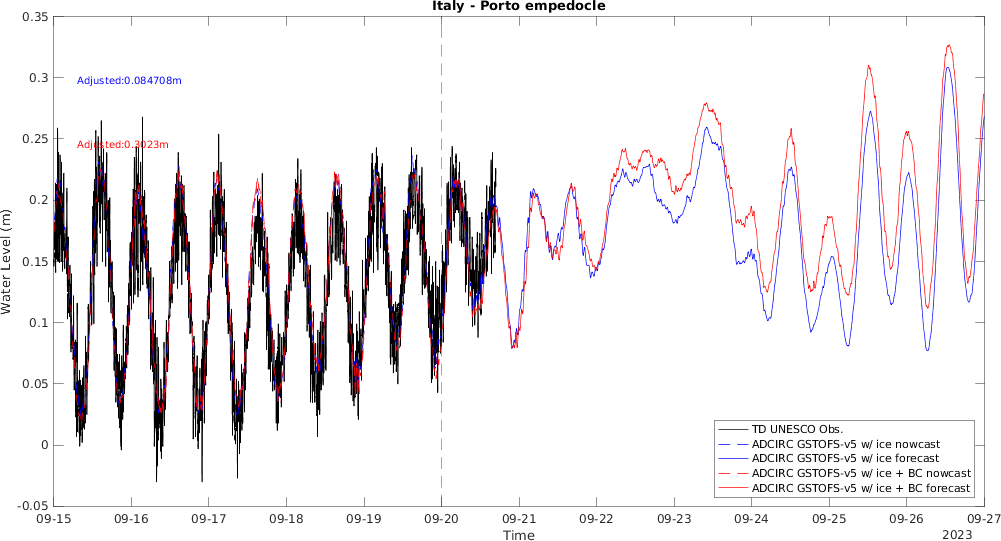 Italy - Porto empedocle
0.35
0.3
0.25
0.2
0.15
0.1
0.05
0
-0.05
Water Level (m)
Adjusted:0.084708m
Adjusted:0.3023m
TD UNESCO Obs.
ADCIRC GSTOFS-v5 w/ ice nowcast
ADCIRC GSTOFS-v5 w/ ice forecast
ADCIRC GSTOFS-v5 w/ ice + BC nowcast
ADCIRC GSTOFS-v5 w/ ice + BC forecast
09-15 09-16 09-17 09-18 09-19 09-20 09-21 09-22 09-23 09-24 09-25 09-26 09-27
Time
2023